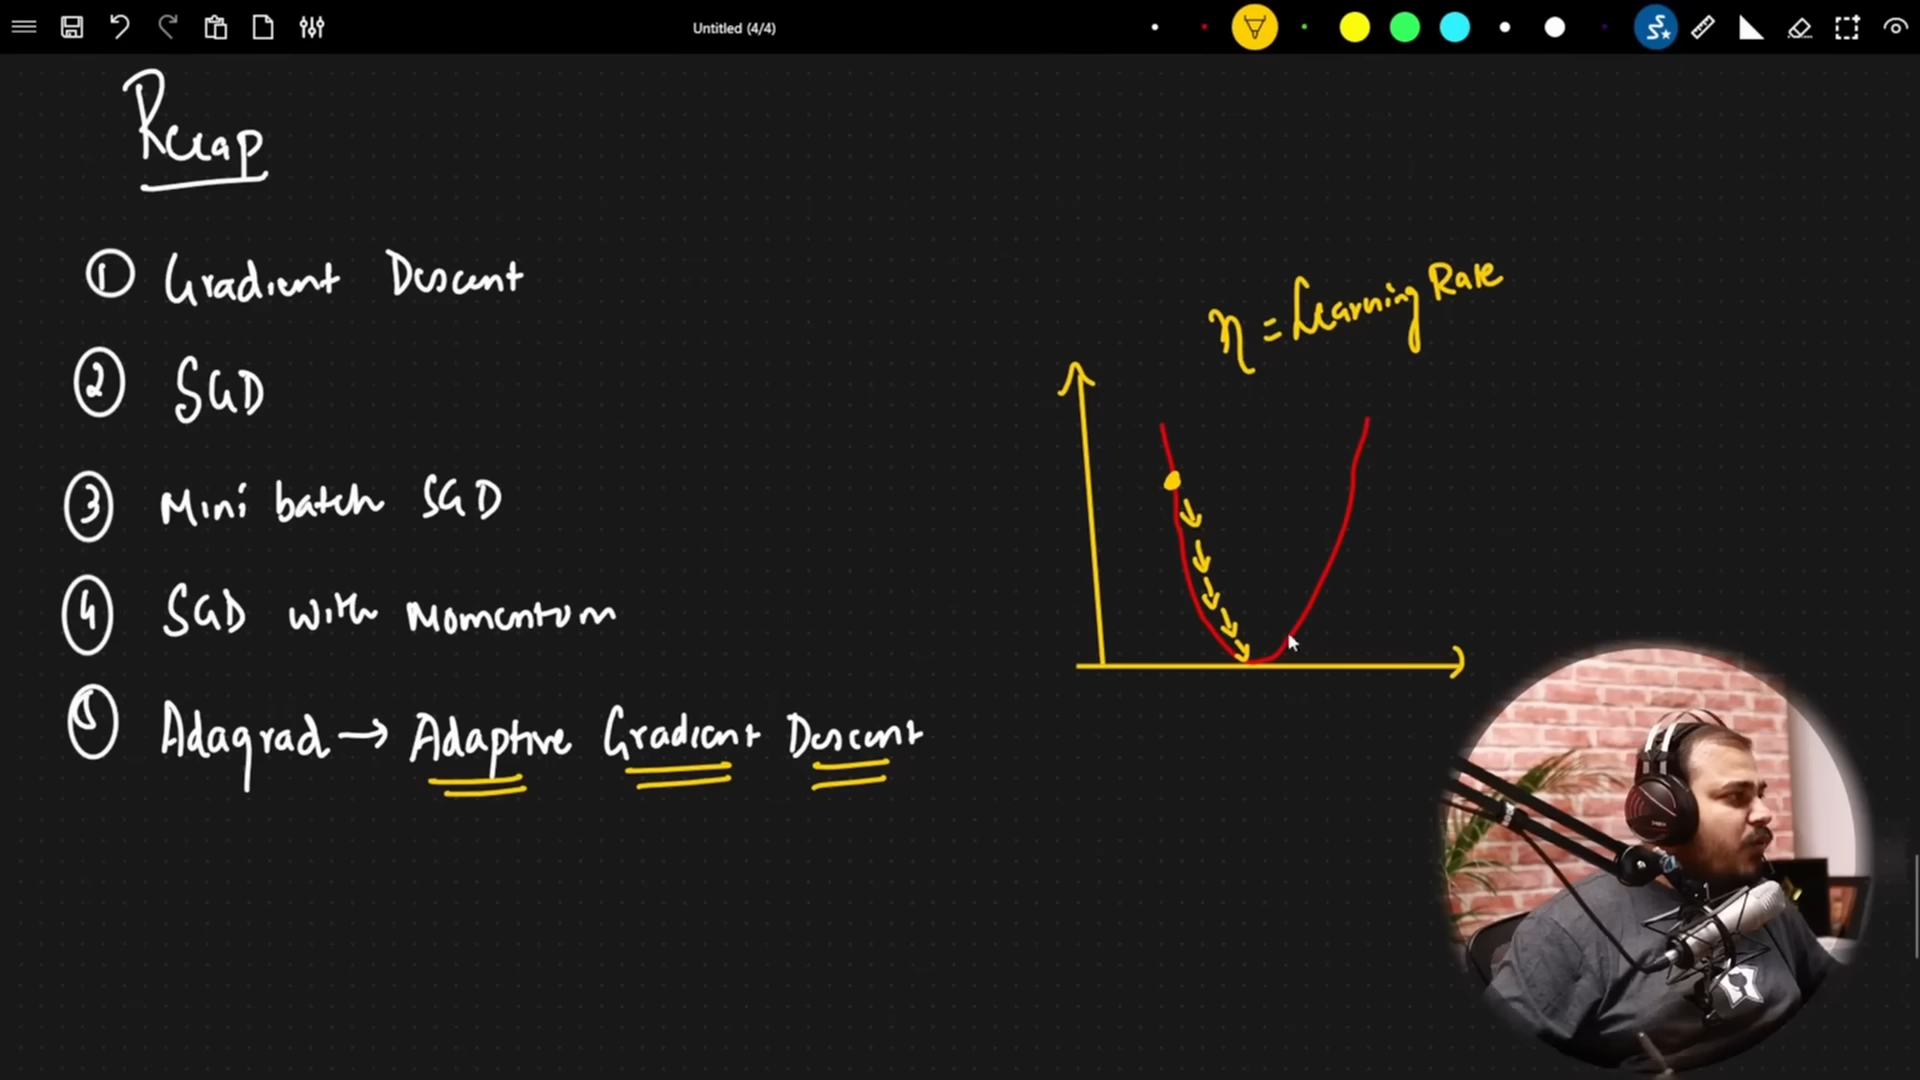 Untitled (4/4)
Recap
① Gradient Descent
② SGD
③ Mini batch SGD
④ SGD with Momentum
⑤ Adagrad → Adaptive Gradient Descent
η = Learning Rate